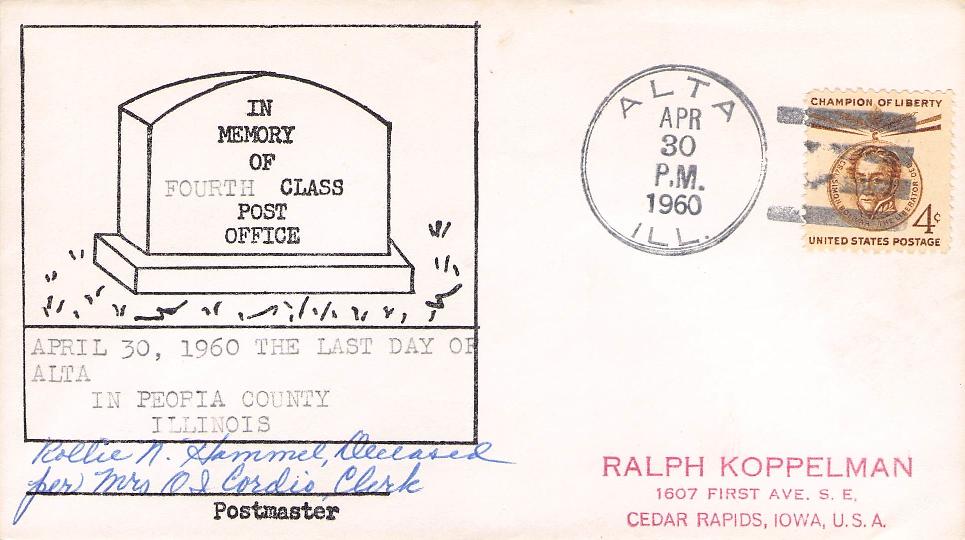 IN
MEMORY
OF
FOURTH CLASS
POST
OFFICE
APRIL 30, 1960 THE LAST DAY OF
ALTA
IN PEORIA COUNTY
ILLINOIS
Rollie N. Hammel, Deceased
per Mrs O I Cordis, Clerk
Postmaster
ALTA
APR
30
P.M.
1960
ILL.
CHAMPION OF LIBERTY
4¢
UNITED STATES POSTAGE
RALPH KOPPELMAN
1607 FIRST AVE. S. E.
CEDAR RAPIDS, IOWA, U.S.A.